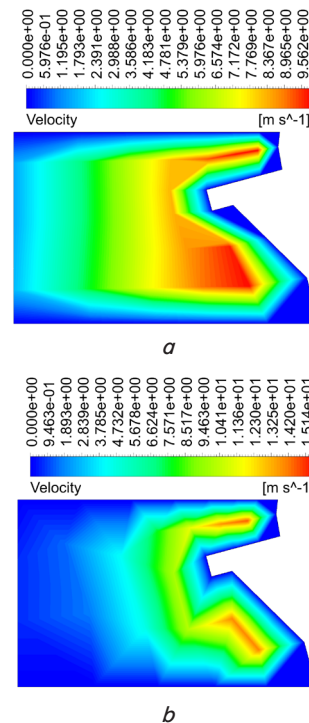 0.000e+00
5.976e-01
1.195e+00
1.793e+00
2.391e+00
2.988e+00
3.586e+00
4.183e+00
4.781e+00
5.379e+00
5.976e+00
6.574e+00
7.172e+00
7.769e+00
8.367e+00
8.965e+00
9.562e+00
Velocity [m s^-1]
a
0.000e+00
9.463e-01
1.893e+00
2.839e+00
3.785e+00
4.732e+00
5.678e+00
6.624e+00
7.571e+00
8.517e+00
9.463e+00
1.041e+01
1.136e+01
1.230e+01
1.325e+01
1.420e+01
1.514e+01
Velocity [m s^-1
b